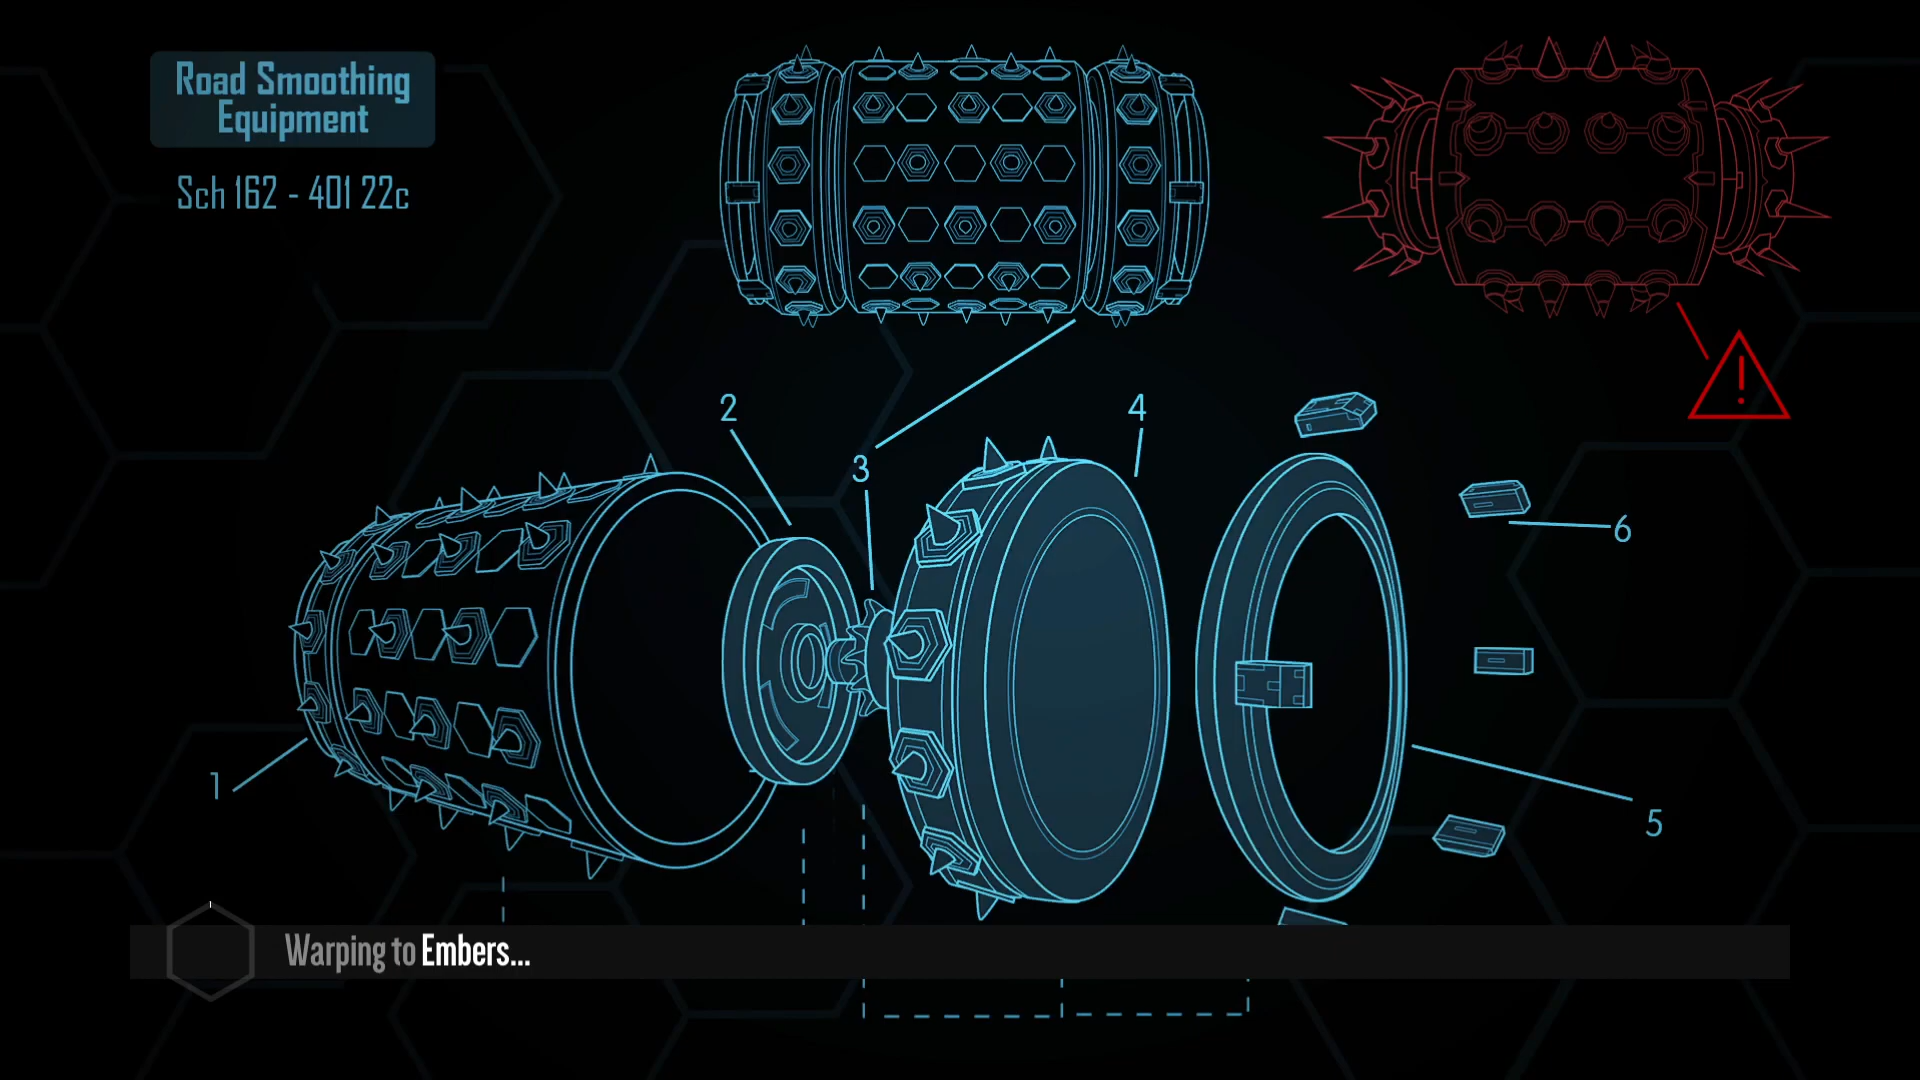 Road Smoothing
Equipment
Sch 162 - 401 22c
!
2
4
3
6
1
5
Warping to Embers...